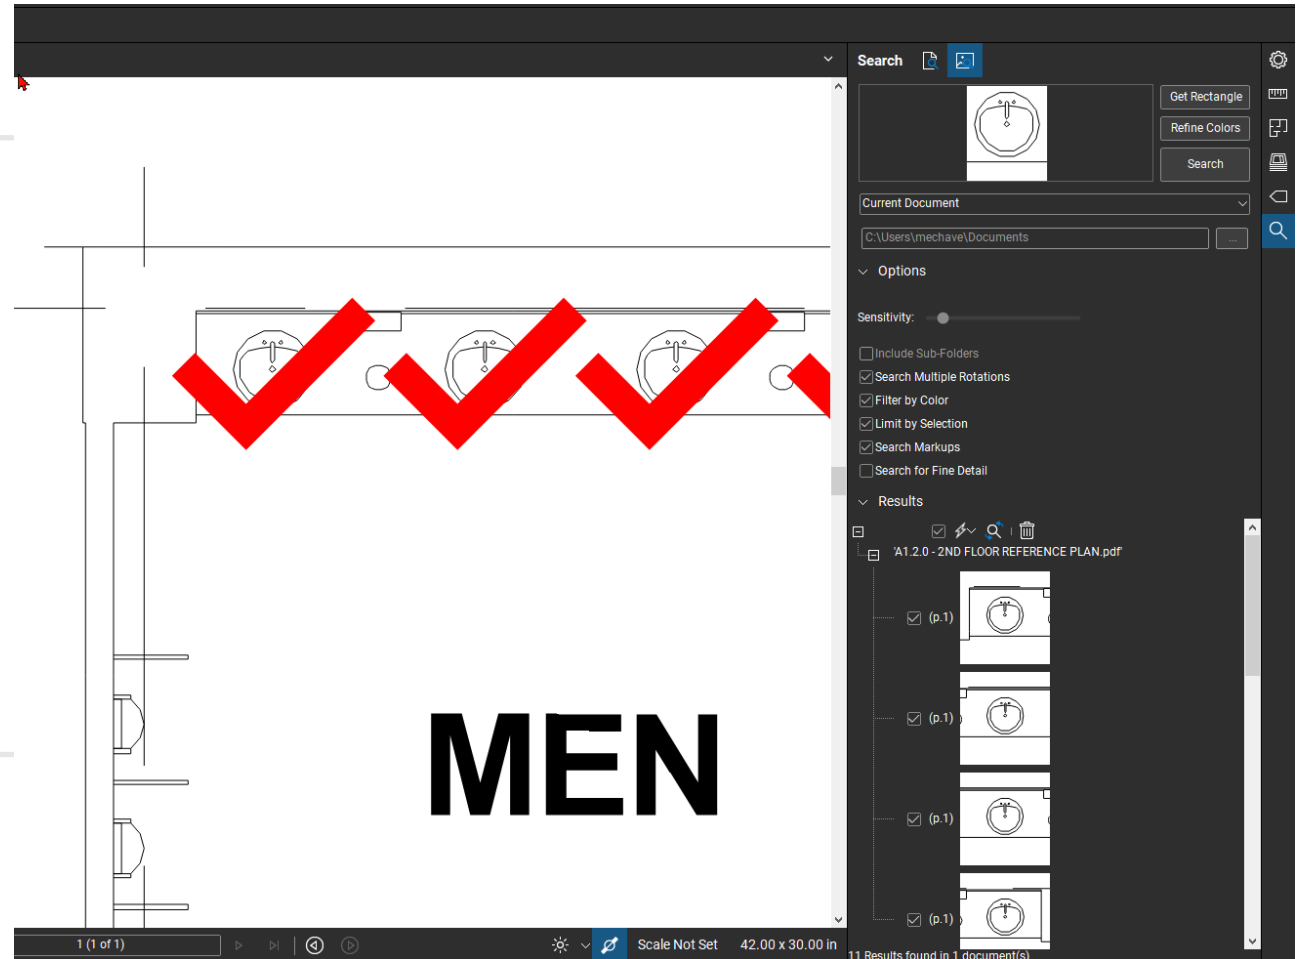 Search
Get Rectangle
Refine Colors
Search
Current Document
C:\Users\mechave\Documents
...
Options
Sensitivity:
Include Sub-Folders
Search Multiple Rotations
Filter by Color
Limit by Selection
Search Markups
Search for Fine Detail
Results
'A1.2.0 - 2ND FLOOR REFERENCE PLAN.pdf'
(p.1)
(p.1)
(p.1)
(p.1)
11 Results found in 1 document(s)
MEN
1 (1 of 1)
Scale Not Set
42.00 x 30.00 in